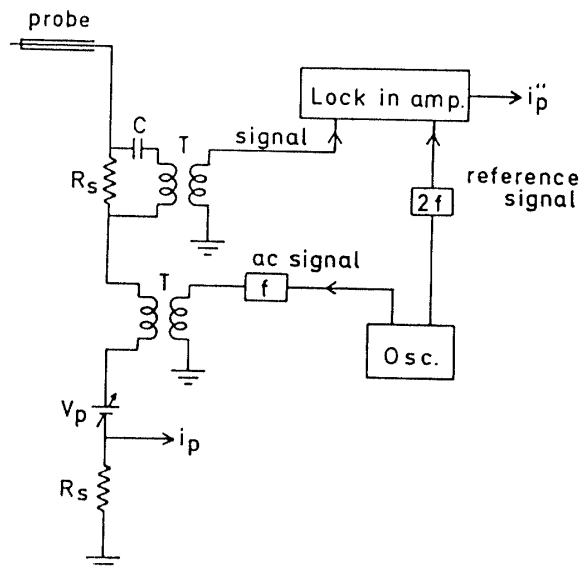 probe
Lock in amp.
i"p
C
T
signal
Rs
reference
signal
2f
ac signal
T
f
Osc.
Vp
ip
Rs